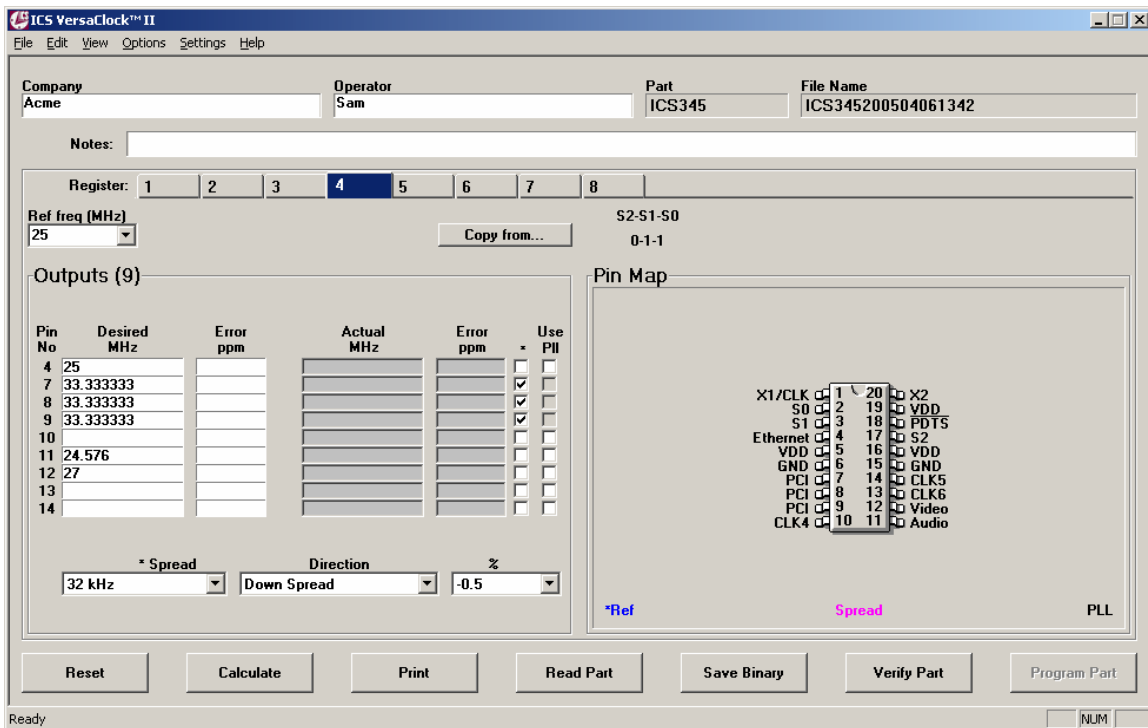 ICS VersaClock™ II
File Edit View Options Settings Help
Company Operator Part File Name
Acme Sam ICS345 ICS345200504061342
Notes:
Register: 1 2 3 4 5 6 7 8
Ref freq (MHz) S2-S1-S0
25 Copy from... 0-1-1
Outputs (9) Pin Map
Pin Desired Error Actual Error Use
No MHz ppm MHz ppm * Pll
4 25
7 33.333333
8 33.333333
9 33.333333
10
11 24.576
12 27
13
14
X1/CLK 1 20 X2
S0 2 19 VDD
S1 3 18 PDTS
Ethernet 4 17 S2
VDD 5 16 VDD
GND 6 15 GND
PCI 7 14 CLK5
PCI 8 13 CLK6
PCI 9 12 Video
CLK4 10 11 Audio
* Spread Direction %
32 kHz Down Spread -0.5
*Ref Spread PLL
Reset Calculate Print Read Part Save Binary Verify Part Program Part
Ready NUM